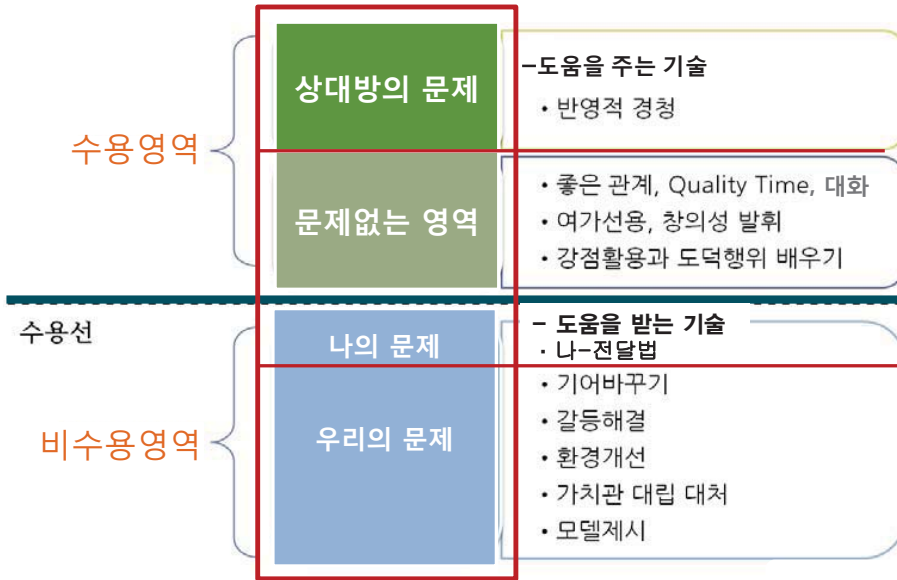 수용영역
상대방의 문제
-도움을 주는 기술
• 반영적 경청
문제없는 영역
• 좋은 관계, Quality Time, 대화
• 여가선용, 창의성 발휘
• 강점활용과 도덕행위 배우기
수용선
비수용영역
나의 문제
- 도움을 받는 기술
· 나-전달법
우리의 문제
• 기어바꾸기
• 갈등해결
• 환경개선
• 가치관 대립 대처
• 모델제시